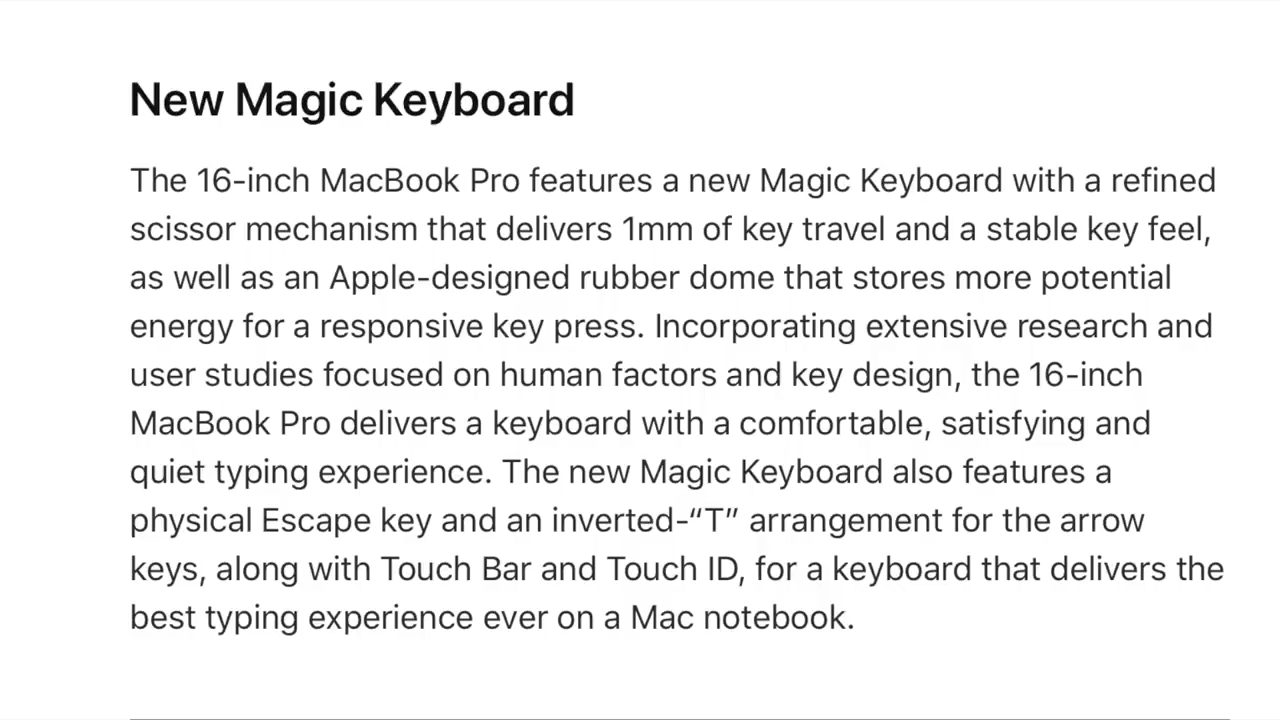 New Magic Keyboard
The 16-inch MacBook Pro features a new Magic Keyboard with a refined
scissor mechanism that delivers 1mm of key travel and a stable key feel,
as well as an Apple-designed rubber dome that stores more potential
energy for a responsive key press. Incorporating extensive research and
user studies focused on human factors and key design, the 16-inch
MacBook Pro delivers a keyboard with a comfortable, satisfying and
quiet typing experience. The new Magic Keyboard also features a
physical Escape key and an inverted-“T” arrangement for the arrow
keys, along with Touch Bar and Touch ID, for a keyboard that delivers the
best typing experience ever on a Mac notebook.